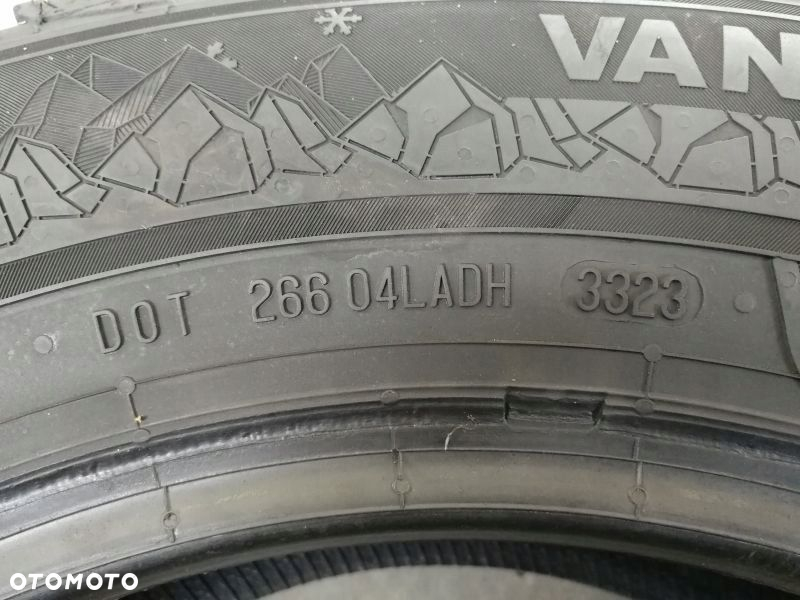 VAN
DOT 266 04LADH 3323
OTOMOTO